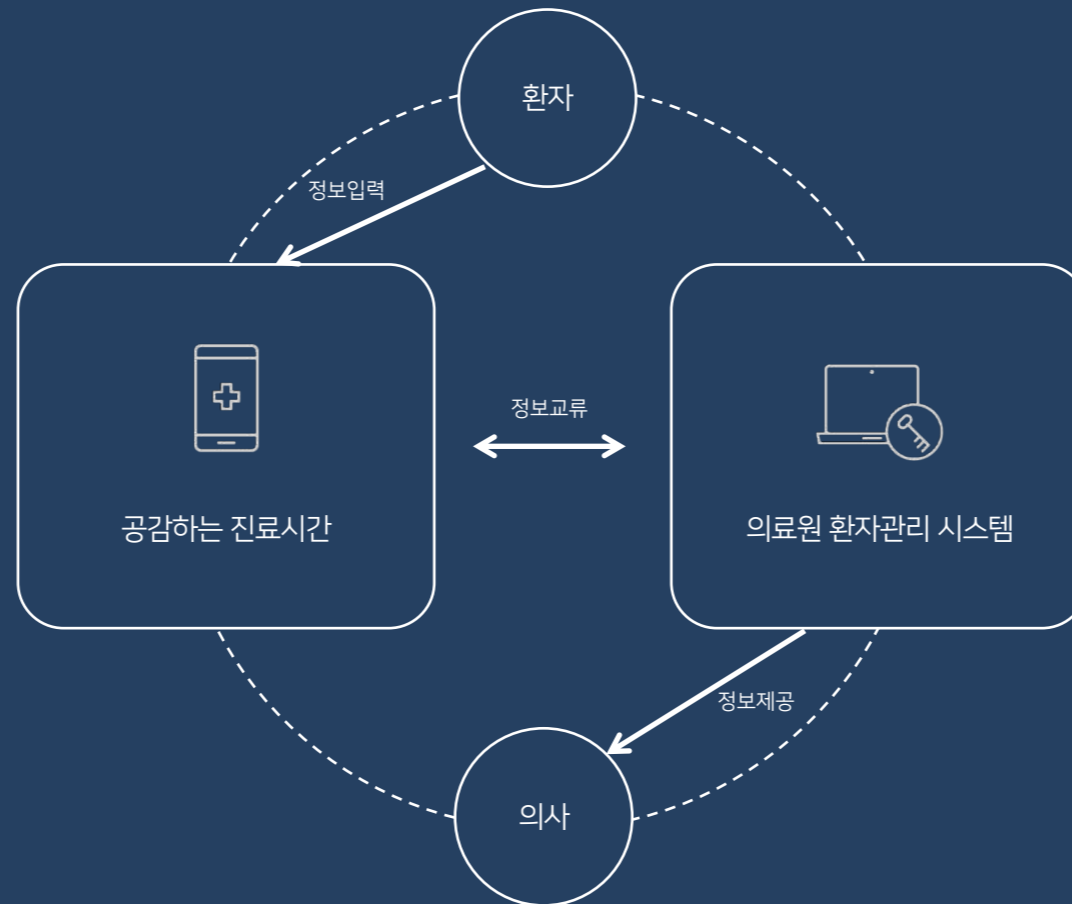 환자
정보입력
정보교류
공감하는 진료시간
의료원 환자관리 시스템
정보제공
의사